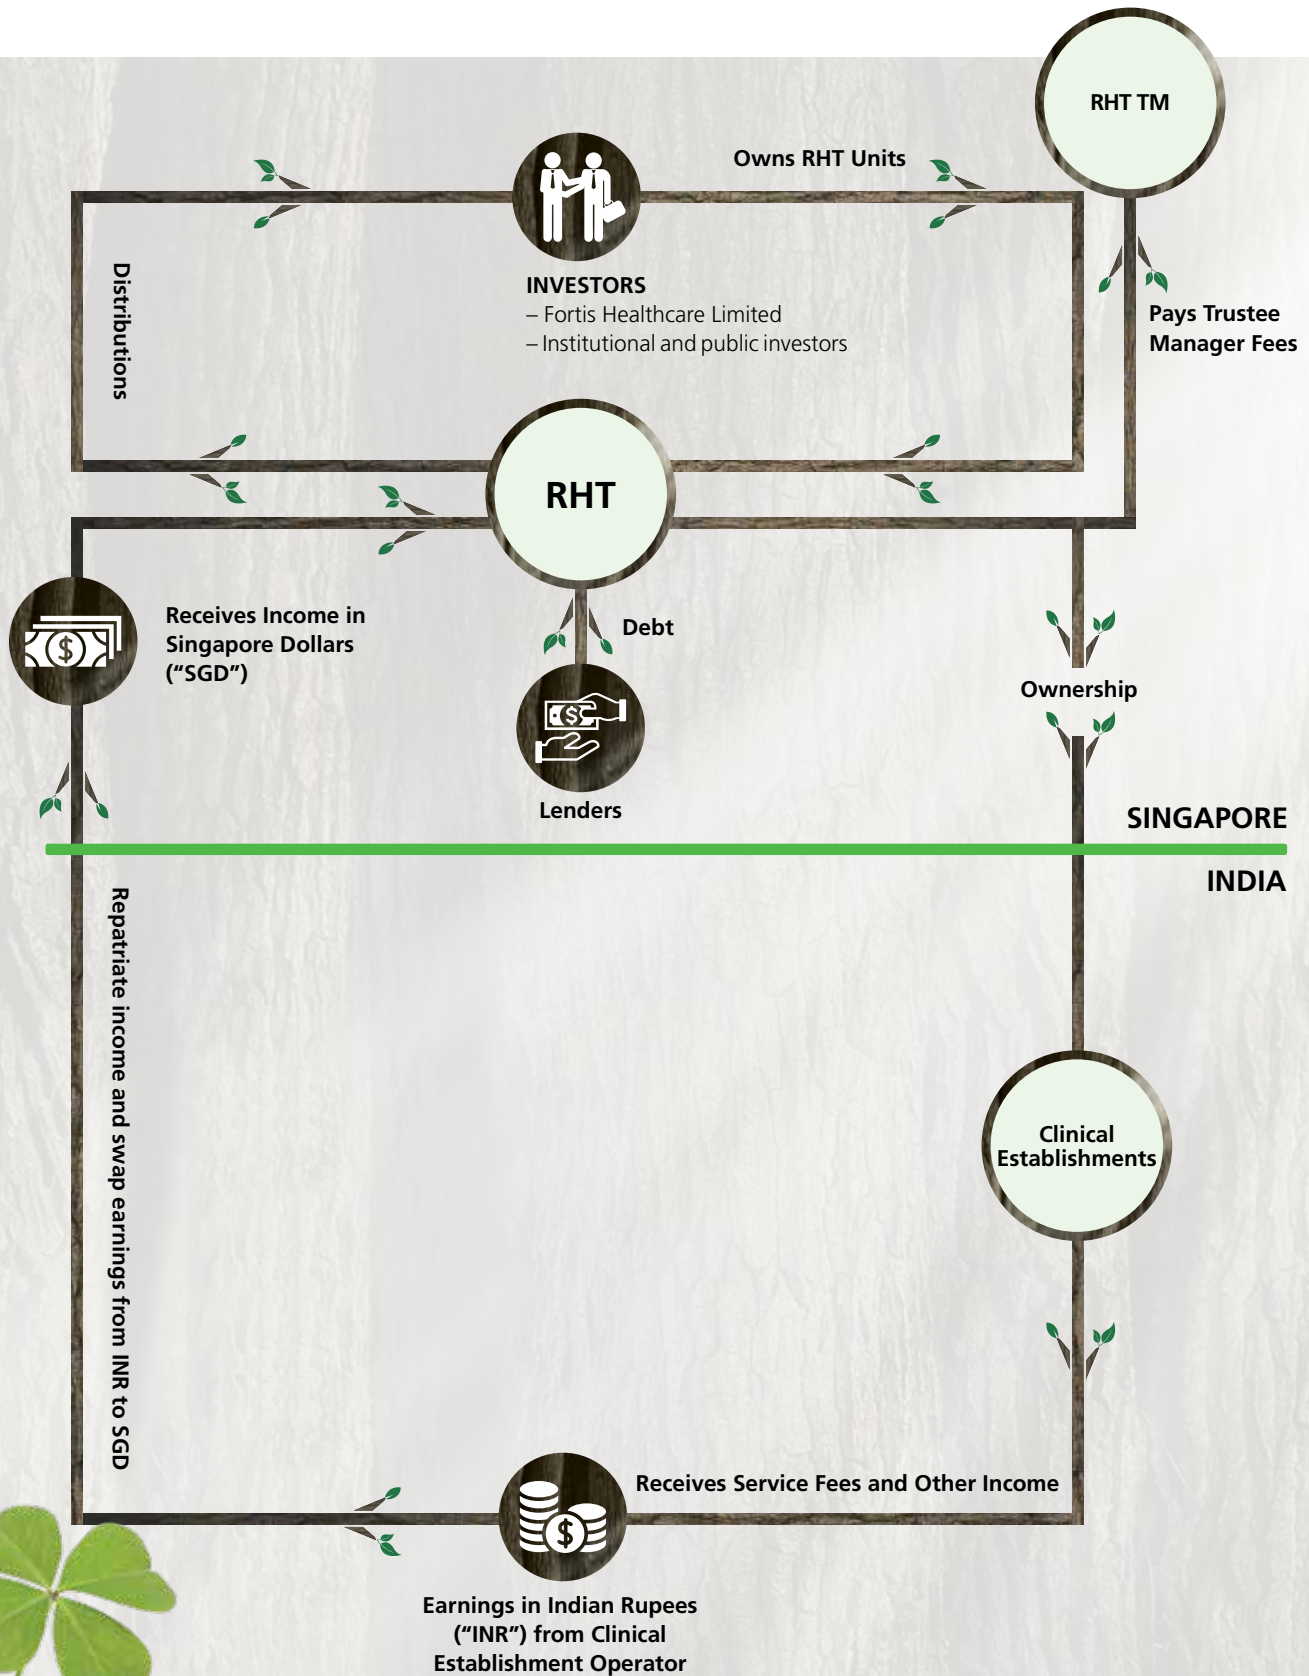 RHT TM
Owns RHT Units
Distributions
INVESTORS
– Fortis Healthcare Limited
– Institutional and public investors
Pays Trustee
Manager Fees
RHT
Receives Income in
Singapore Dollars
(“SGD”)
Debt
$
$
Ownership
Lenders
SINGAPORE
INDIA
Repatriate income and swap earnings from INR to SGD
Clinical
Establishments
Receives Service Fees and Other Income
$
Earnings in Indian Rupees
(“INR”) from Clinical
Establishment Operator